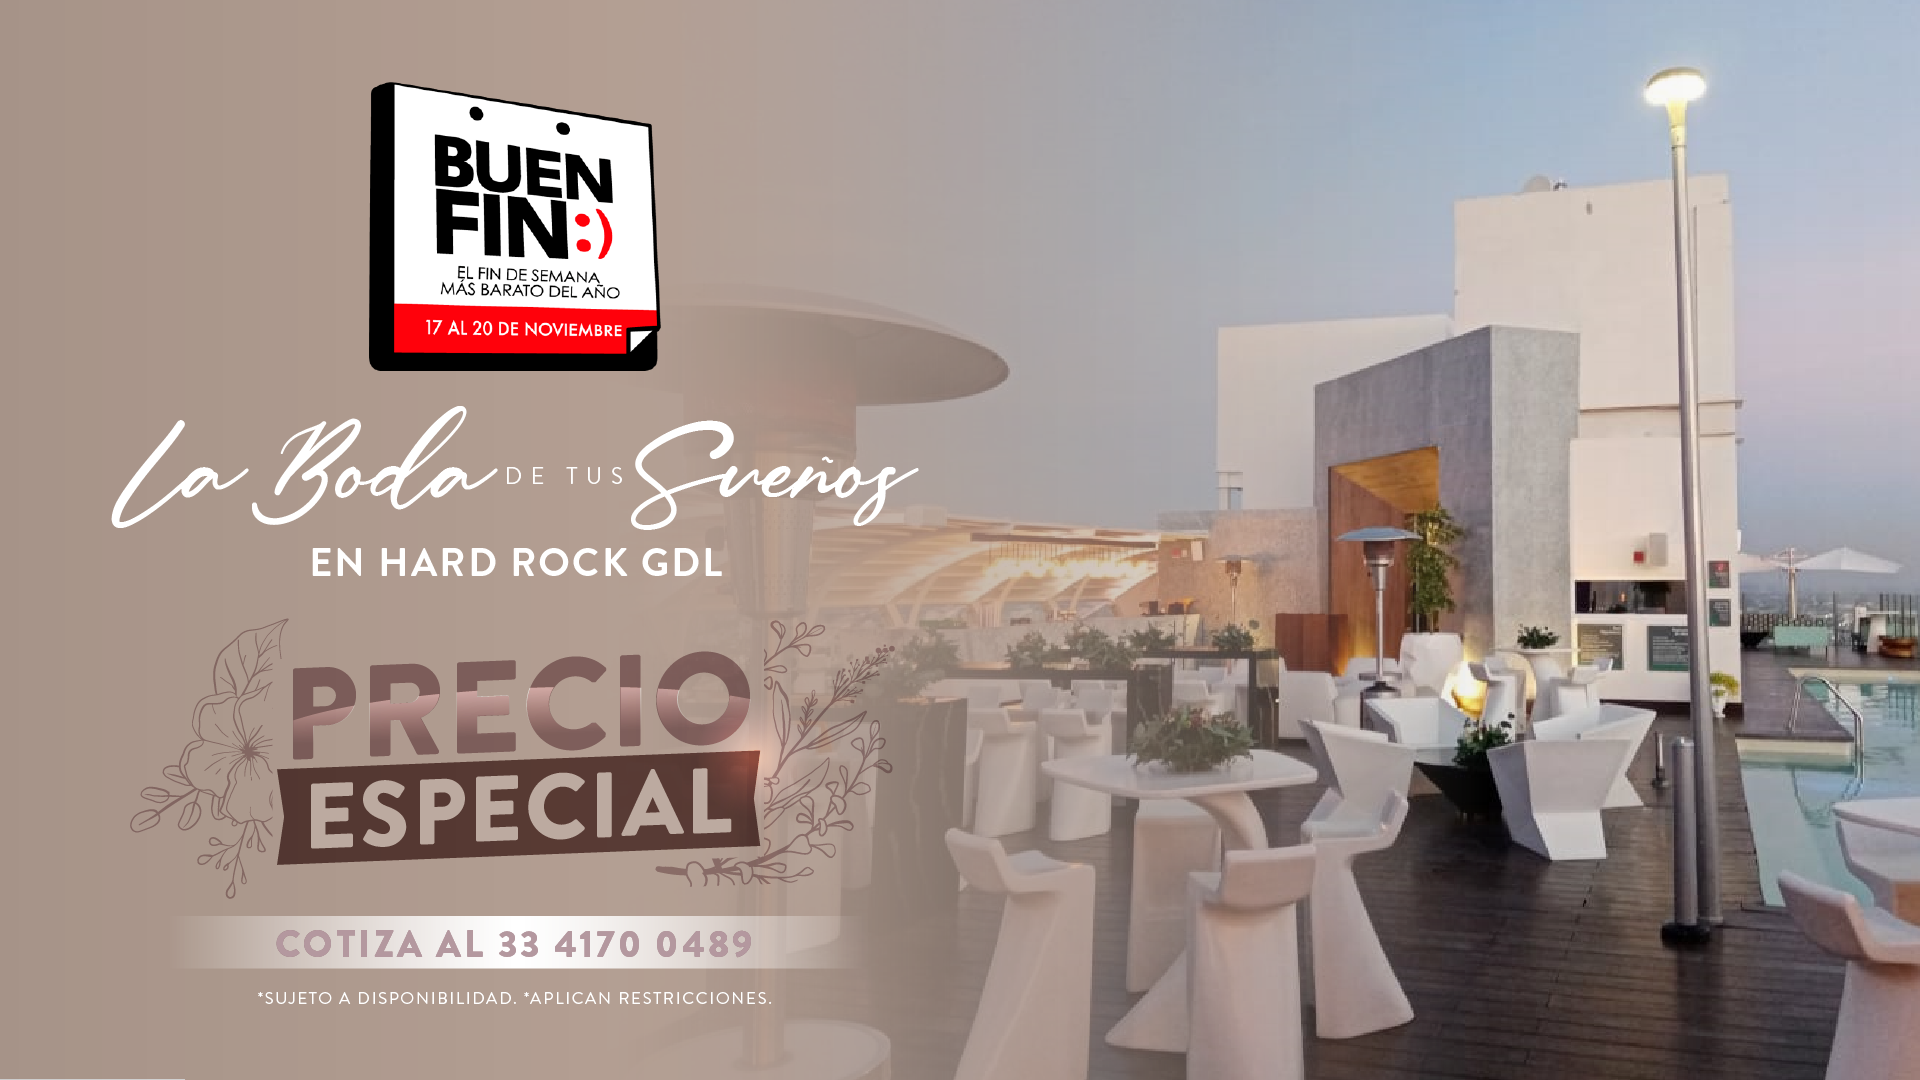 BUEN
FIN:)
EL FIN DE SEMANA
MÁS BARATO DEL AÑO
17 AL 20 DE NOVIEMBRE
La Boda DE TUS Sueños
EN HARD ROCK GDL
PRECIO
ESPECIAL
COTIZA AL 33 4170 0489
*SUJETO A DISPONIBILIDAD. *APLICAN RESTRICCIONES.